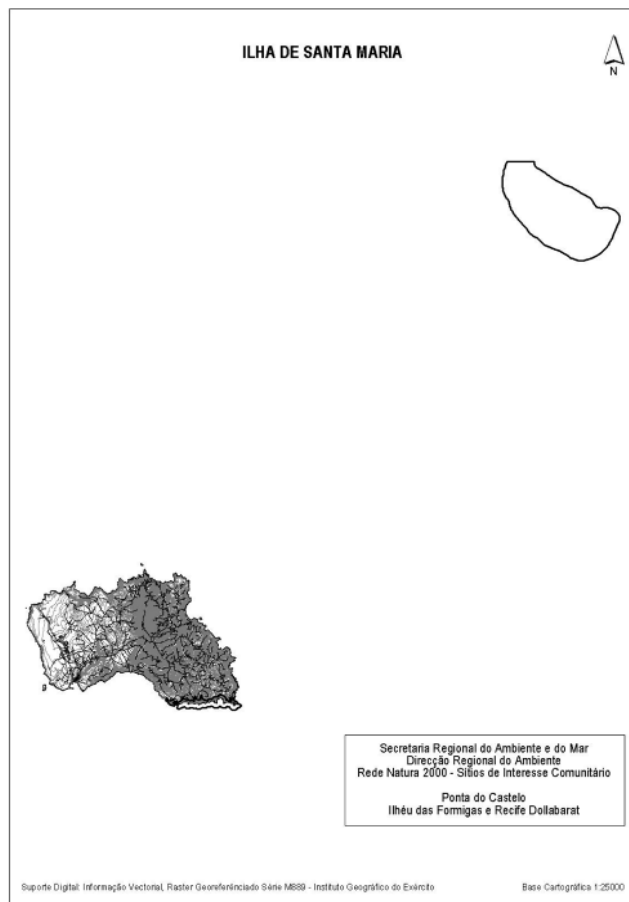 ILHA DE SANTA MARIA
N
Secretaria Regional do Ambiente e do Mar
Direcção Regional do Ambiente
Rede Natura 2000 - Sítios de Interesse Comunitário
Ponta do Castelo
Ilhéu das Formigas e Recife Dollabarat
Suporte Digital: Informação Vectorial, Raster Georeferênciado Série M889 - Instituto Geográfico do Exército
Base Cartográfica 1:25000